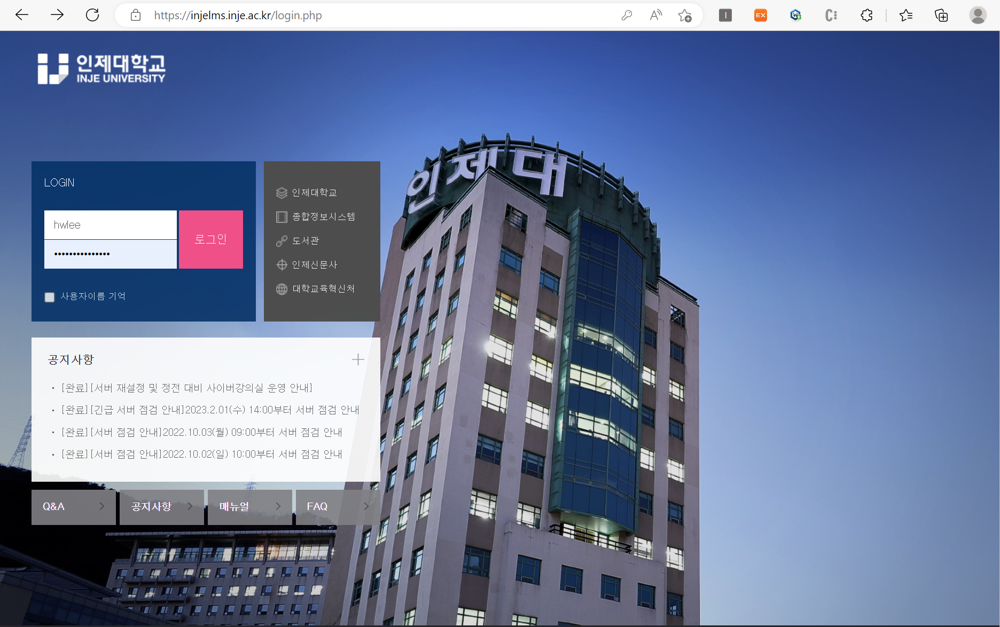 https://injelms.inje.ac.kr/login.php
I
EX
W
C
인제대학교
INJE UNIVERSITY
인제대
LOGIN
hwlee
•••••••••••••••
로그인
사용자이름 기억
인제대학교
종합정보시스템
도서관
인제신문사
대학교육혁신처
공지사항
· [완료][서버 재설정 및 정전 대비 사이버강의실 운영 안내]
· [완료][긴급 서버 점검 안내]2023.2.01(수) 14:00부터 서버 점검 안내
· [완료][서버 점검 안내]2022.10.03(월) 09:00부터 서버 점검 안내
· [완료][서버 점검 안내]2022.10.02(일) 10:00부터 서버 점검 안내
Q&A
공지사항
매뉴얼
FAQ